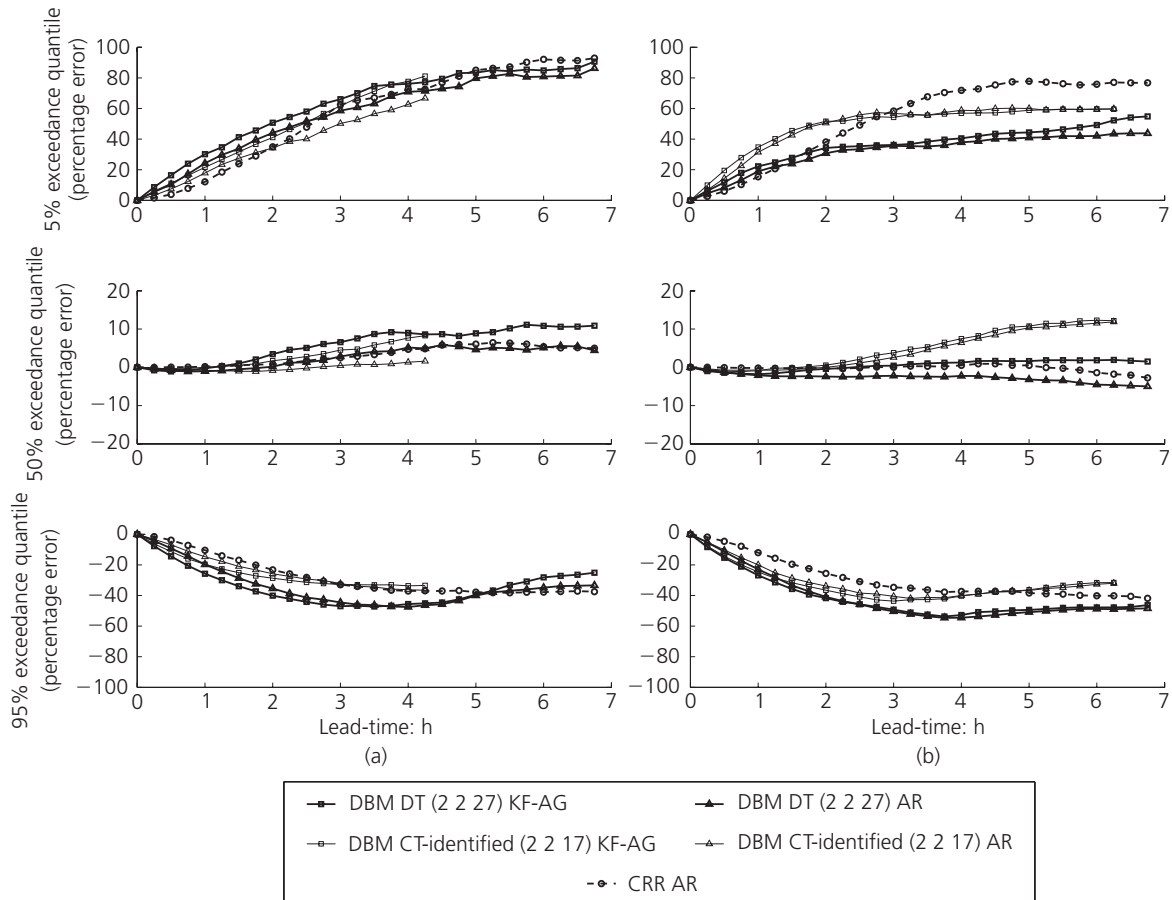 5% exceedance quantile
(percentage error)
100
80
60
40
20
0
0 1 2 3 4 5 6 7
100
80
60
40
20
0
0 1 2 3 4 5 6 7
50% exceedance quantile
(percentage error)
20
10
0
−10
−20
0 1 2 3 4 5 6 7
20
10
0
−10
−20
0 1 2 3 4 5 6 7
95% exceedance quantile
(percentage error)
0
−20
−40
−60
−80
−100
0 1 2 3 4 5 6 7
Lead-time: h
(a)
0
−20
−40
−60
−80
−100
0 1 2 3 4 5 6 7
Lead-time: h
(b)
DBM DT (2 2 27) KF-AG
DBM DT (2 2 27) AR
DBM CT-identified (2 2 17) KF-AG
DBM CT-identified (2 2 17) AR
CRR AR